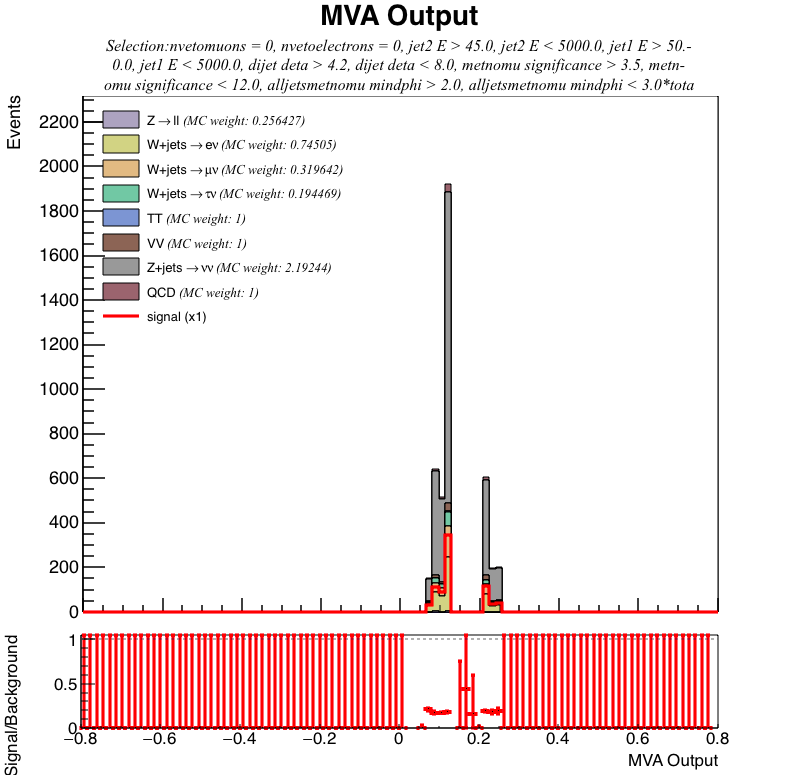 MVA Output
Selection:nvetomuons = 0, nvetoelectrons = 0, jet2 E > 45.0, jet2 E < 5000.0, jet1 E > 50.-
0.0, jet1 E < 5000.0, dijet deta > 4.2, dijet deta < 8.0, metnomu significance > 3.5, metn-
omu significance < 12.0, alljetsmetnomu mindphi > 2.0, alljetsmetnomu mindphi < 3.0*tota
Events
2200
2000
1800
1600
1400
1200
1000
800
600
400
200
0
Z→ll (MC weight: 0.256427)
W+jets→eν (MC weight: 0.74505)
W+jets→μν (MC weight: 0.319642)
W+jets→τν (MC weight: 0.194469)
TT (MC weight: 1)
VV (MC weight: 1)
Z+jets→νν (MC weight: 2.19244)
QCD (MC weight: 1)
signal (x1)
Signal/Background
1
0.5
0
−0.8 −0.6 −0.4 −0.2 0 0.2 0.4 0.6 0.8
MVA Output